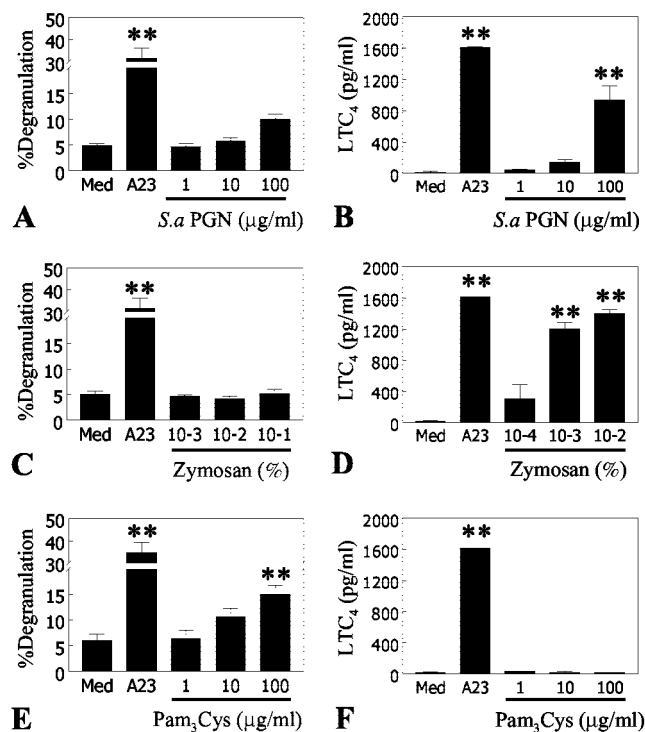 50
40
30
15
10
5
0
%Degranulation
**
Med A23 1 10 100
A
S.a PGN (μg/ml)
2000
1600
1200
800
400
0
LTC4 (pg/ml)
**
**
Med A23 1 10 100
B
S.a PGN (μg/ml)
50
40
30
15
10
5
0
%Degranulation
**
Med A23 10-3 10-2 10-1
C
Zymosan (%)
2000
1600
1200
800
400
0
LTC4 (pg/ml)
**
**
**
Med A23 10-4 10-3 10-2
D
Zymosan (%)
50
40
30
15
10
5
0
%Degranulation
**
**
Med A23 1 10 100
E
Pam3Cys (μg/ml)
2000
1600
1200
800
400
0
LTC4 (pg/ml)
**
Med A23 1 10 100
F
Pam3Cys (μg/ml)